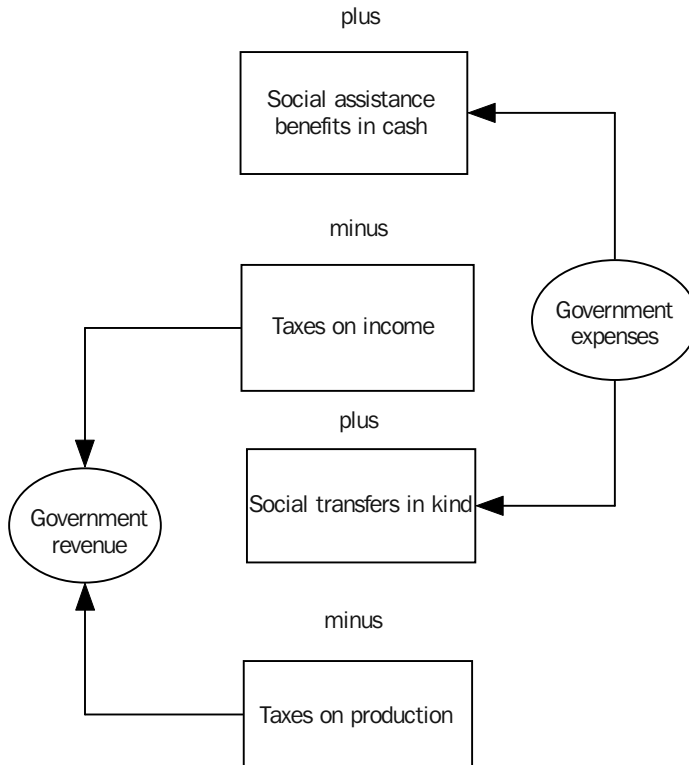 plus
Social assistance
benefits in cash
minus
Taxes on income
Government
expenses
plus
Social transfers in kind
Government
revenue
minus
Taxes on production